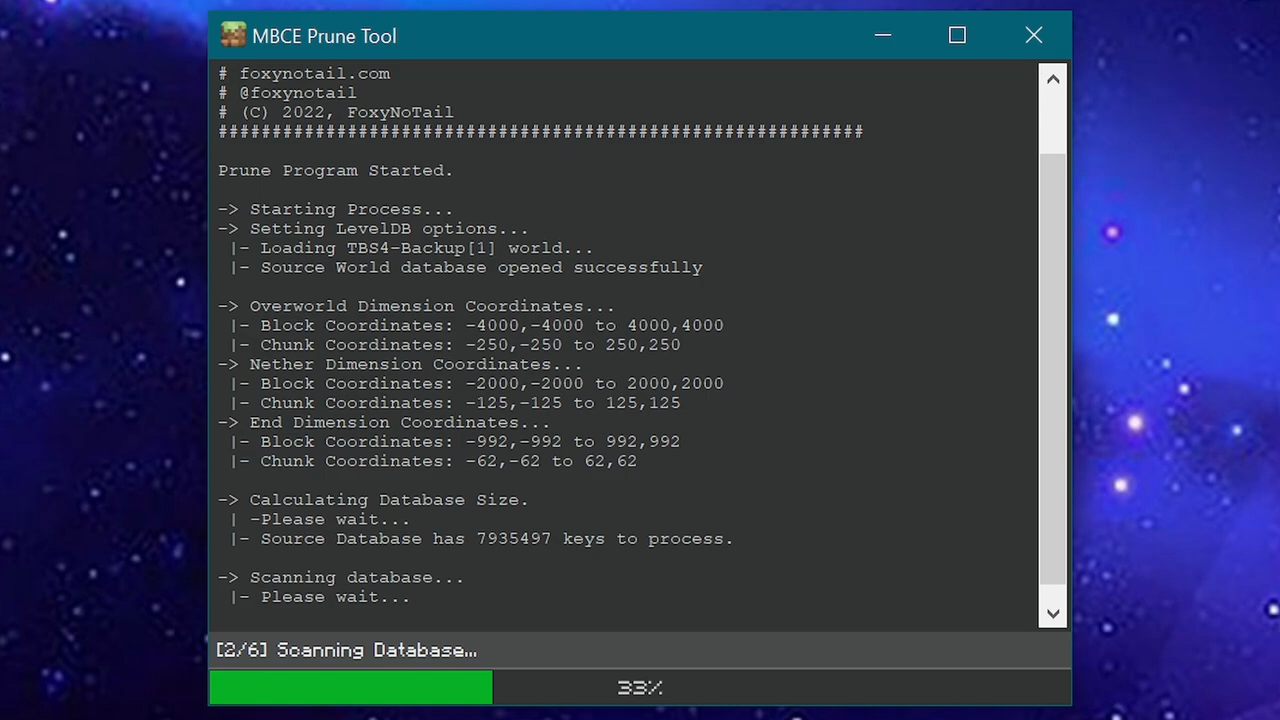 MBCE Prune Tool
# foxynotail.com
# @foxynotail
# (C) 2022, FoxyNoTail
############################################################
Prune Program Started.
-> Starting Process...
-> Setting LevelDB options...
|- Loading TBS4-Backup[1] world...
|- Source World database opened successfully
-> Overworld Dimension Coordinates...
|- Block Coordinates: -4000,-4000 to 4000,4000
|- Chunk Coordinates: -250,-250 to 250,250
-> Nether Dimension Coordinates...
|- Block Coordinates: -2000,-2000 to 2000,2000
|- Chunk Coordinates: -125,-125 to 125,125
-> End Dimension Coordinates...
|- Block Coordinates: -992,-992 to 992,992
|- Chunk Coordinates: -62,-62 to 62,62
-> Calculating Database Size.
| -Please wait...
|- Source Database has 7935497 keys to process.
-> Scanning database...
|- Please wait...
[2/6] Scanning Database...
33%